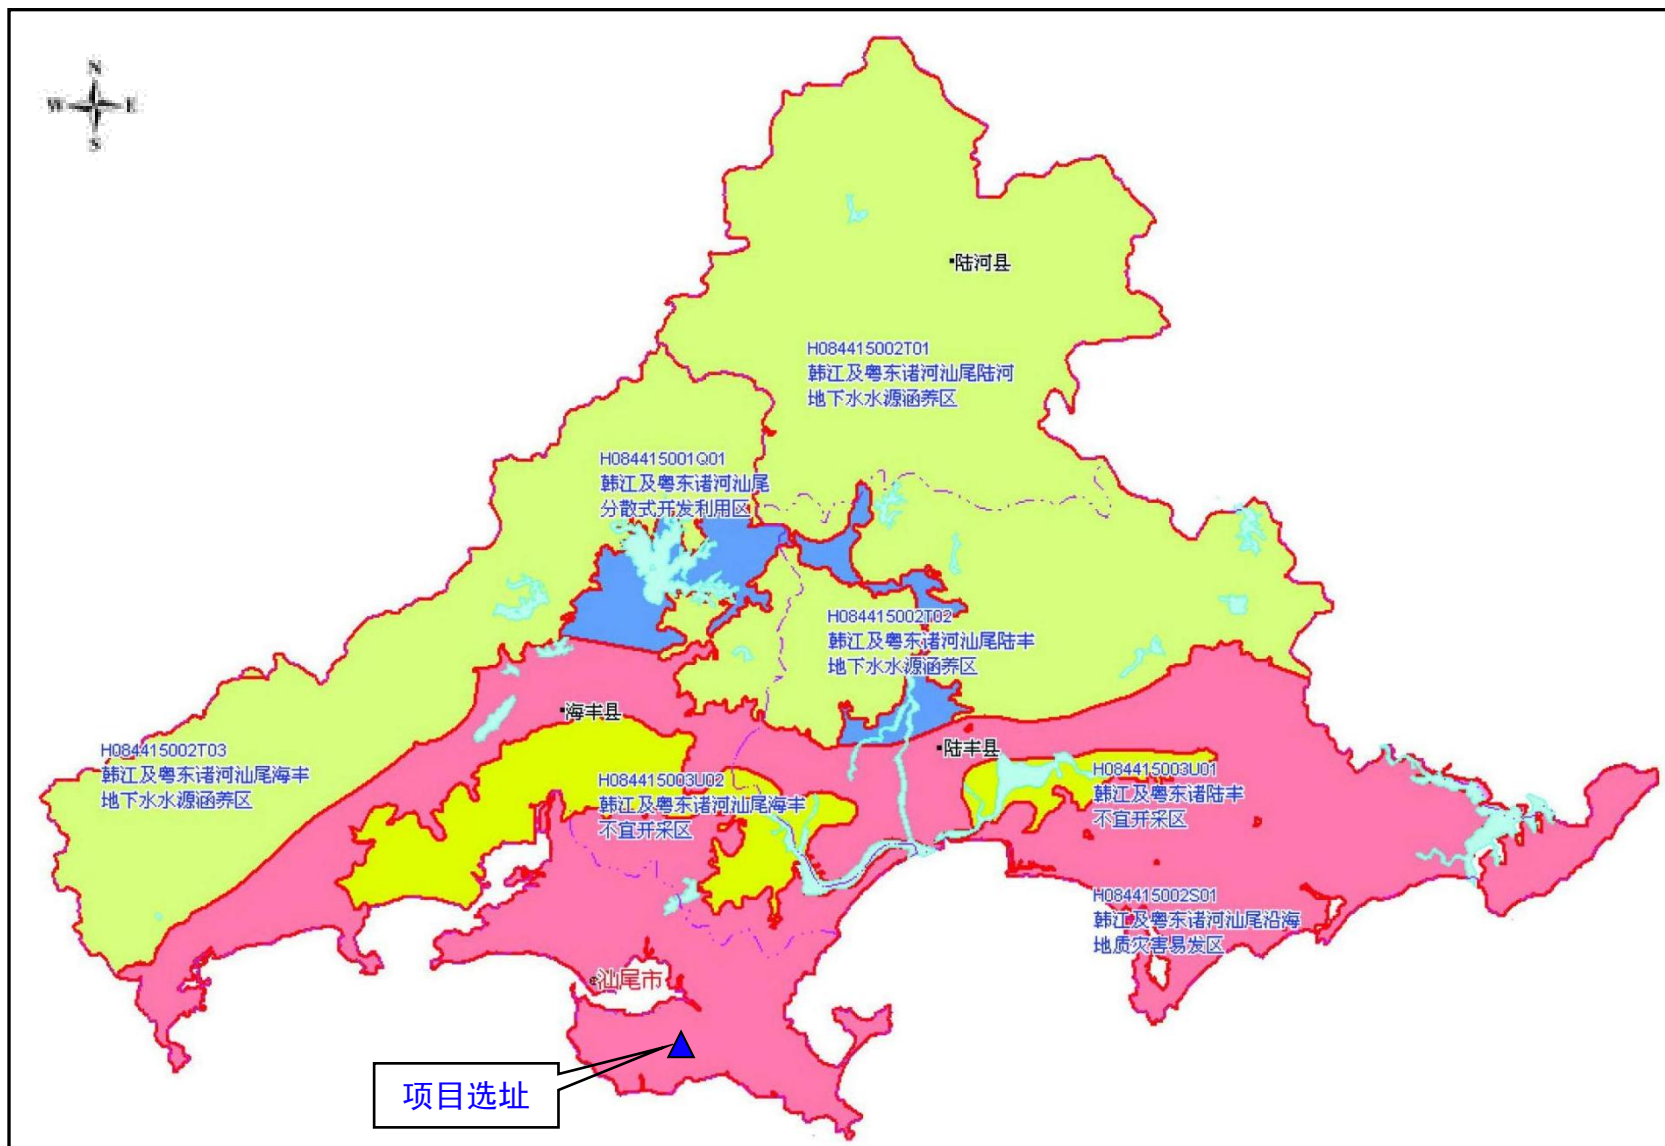 N
W E
S
陆河县
H084415002T01
韩江及粤东诸河汕尾陆河
地下水水源涵养区
H084415001Q01
韩江及粤东诸河汕尾
分散式开发利用区
H084415002T02
韩江及粤东诸河汕尾陆丰
地下水水源涵养区
海丰县
陆丰县
H084415002T03
韩江及粤东诸河汕尾海丰
地下水水源涵养区
H084415003U02
韩江及粤东诸河汕尾海丰
不宜开采区
H084415003U01
韩江及粤东诸陆丰
不宜开采区
H084415002S01
韩江及粤东诸河汕尾沿海
地质灾害易发区
汕尾市
项目选址